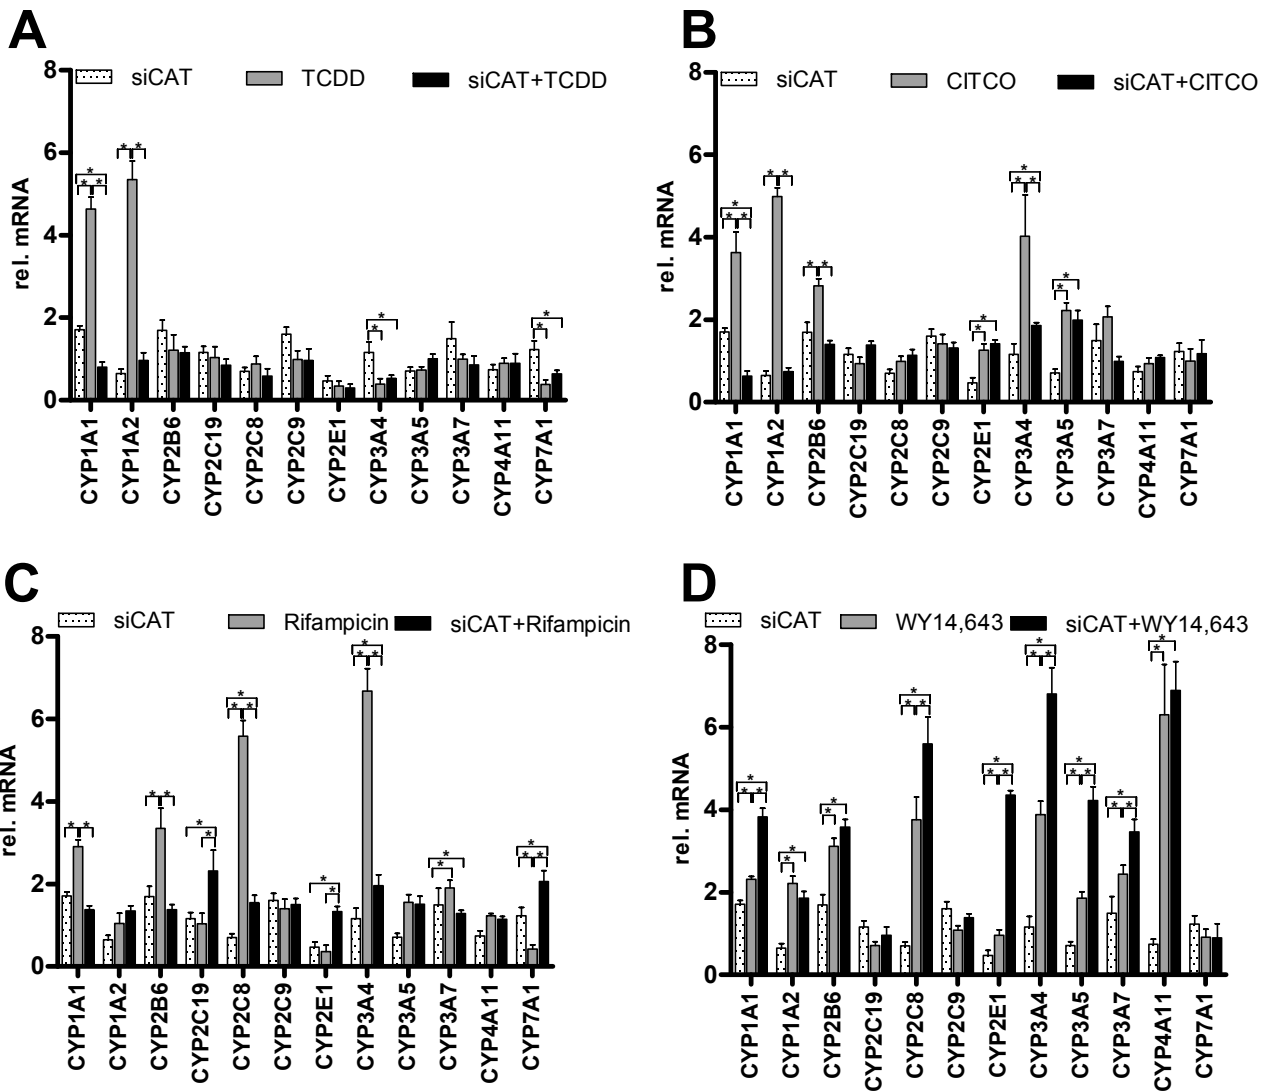 A
B
8
siCAT
TCDD
siCAT+TCDD
6
4
2
0
rel. mRNA
* * * * * * * * * *
CYP1A1
CYP1A2
CYP2B6
CYP2C19
CYP2C8
CYP2C9
CYP2E1
CYP3A4
CYP3A5
CYP3A7
CYP4A11
CYP7A1
8
siCAT
CITCO
siCAT+CITCO
6
4
2
0
rel. mRNA
* * * * * * * * * * * * * *
CYP1A1
CYP1A2
CYP2B6
CYP2C19
CYP2C8
CYP2C9
CYP2E1
CYP3A4
CYP3A5
CYP3A7
CYP4A11
CYP7A1
C
D
siCAT
Rifampicin
siCAT+Rifampicin
8
6
4
2
0
rel. mRNA
* * * * * * * * * * * * * * * * * * *
CYP1A1
CYP1A2
CYP2B6
CYP2C19
CYP2C8
CYP2C9
CYP2E1
CYP3A4
CYP3A5
CYP3A7
CYP4A11
CYP7A1
siCAT
WY14,643
siCAT+WY14,643
8
6
4
2
0
rel. mRNA
* * * * * * * * * * * * * * * * * * * * * * * *
CYP1A1
CYP1A2
CYP2B6
CYP2C19
CYP2C8
CYP2C9
CYP2E1
CYP3A4
CYP3A5
CYP3A7
CYP4A11
CYP7A1